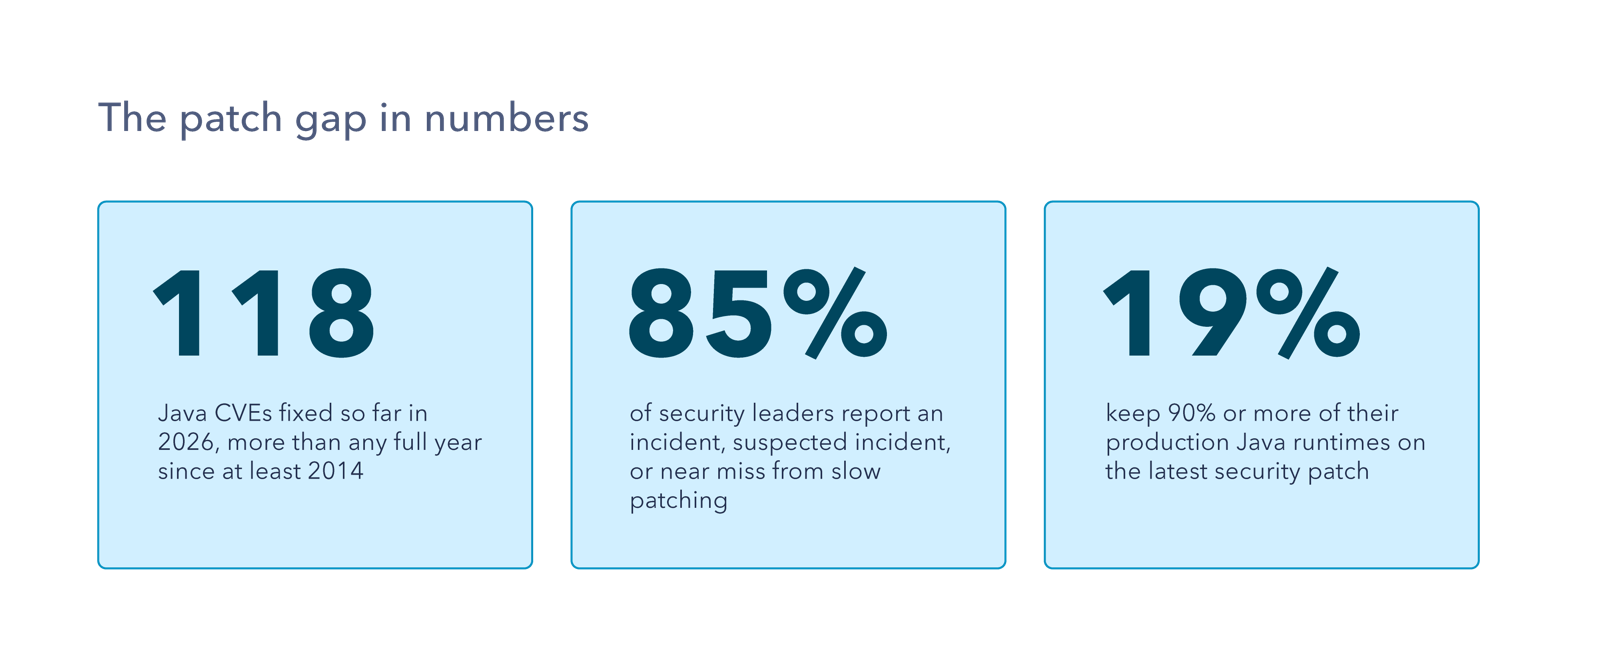 The patch gap in numbers
118
Java CVEs fixed so far in
2026, more than any full year
since at least 2014
85%
of security leaders report an
incident, suspected incident,
or near miss from slow
patching
19%
keep 90% or more of their
production Java runtimes on
the latest security patch